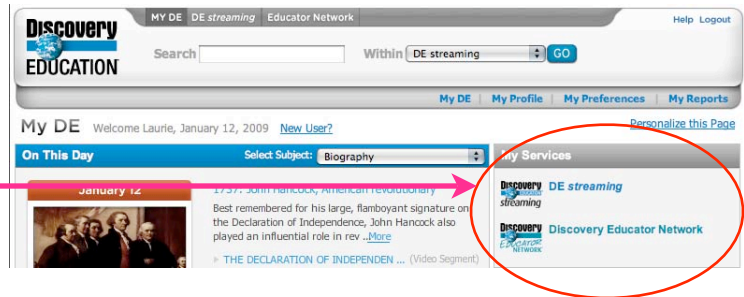 Discovery
EDUCATION
MY DE DE streaming Educator Network
Help Logout
Search Within DE streaming GO
My DE | My Profile | My Preferences | My Reports
My DE Welcome Laurie, January 12, 2009 New User?
Personalize this Page
On This Day Select Subject: Biography
January 12
1737: John Hancock, American revolutionary
Best remembered for his large, flamboyant signature on
the Declaration of Independence, John Hancock also
played an influential role in rev ..More
THE DECLARATION OF INDEPENDEN ... (Video Segment)
My Services
Discovery
EDUCATION
streaming
DE streaming
Discovery
EDUCATOR
NETWORK
Discovery Educator Network